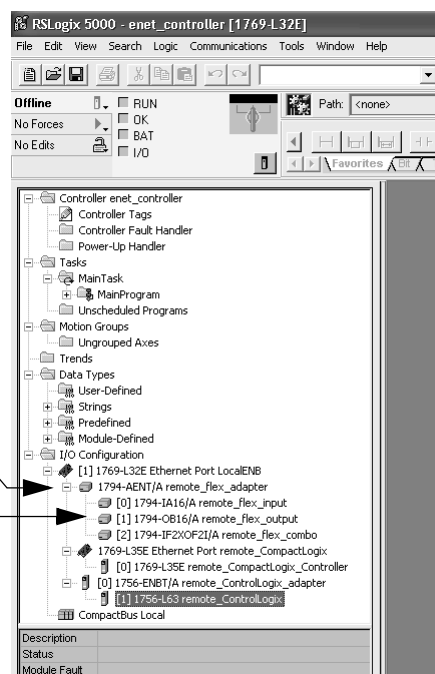 RSLogix 5000 - enet_controller [1769-L32E]
File Edit View Search Logic Communications Tools Window Help
Offline RUN Path: <none>
No Forces OK
No Edits BAT
I/O
Favorites Bit
Controller enet_controller
Controller Tags
Controller Fault Handler
Power-Up Handler
Tasks
MainTask
MainProgram
Unscheduled Programs
Motion Groups
Ungrouped Axes
Trends
Data Types
User-Defined
Strings
Predefined
Module-Defined
I/O Configuration
[1] 1769-L32E Ethernet Port LocalENB
1794-AENT/A remote_flex_adapter
[0] 1794-IA16/A remote_flex_input
[1] 1794-OB16/A remote_flex_output
[2] 1794-IF2XOF2I/A remote_flex_combo
1769-L35E Ethernet Port remote_CompactLogix
[0] 1769-L35E remote_CompactLogix_Controller
[0] 1756-ENBT/A remote_ControlLogix_adapter
[1] 1756-L63 remote_ControlLogix
CompactBus Local
Description
Status
Module Fault